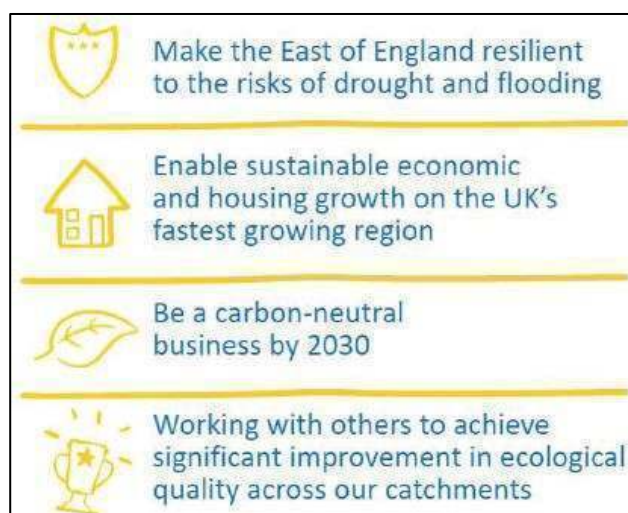 Make the East of England resilient
to the risks of drought and flooding
Enable sustainable economic
and housing growth on the UK's
fastest growing region
Be a carbon-neutral
business by 2030
Working with others to achieve
significant improvement in ecological
quality across our catchments